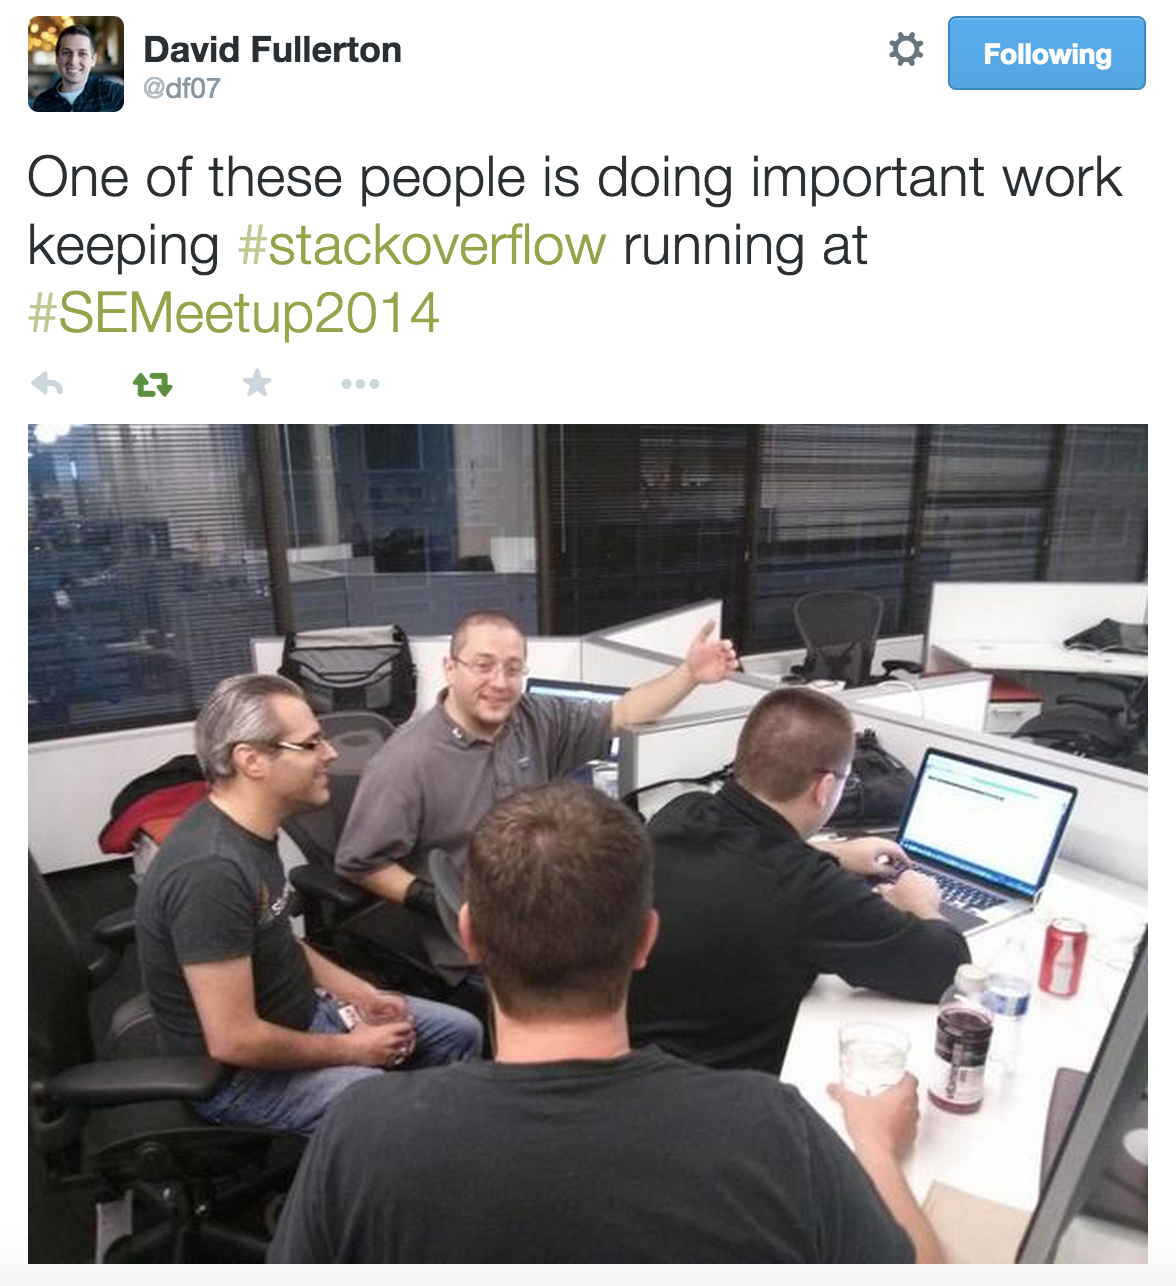 David Fullerton
@df07
Following
One of these people is doing important work
keeping #stackoverflow running at
#SEMeetup2014